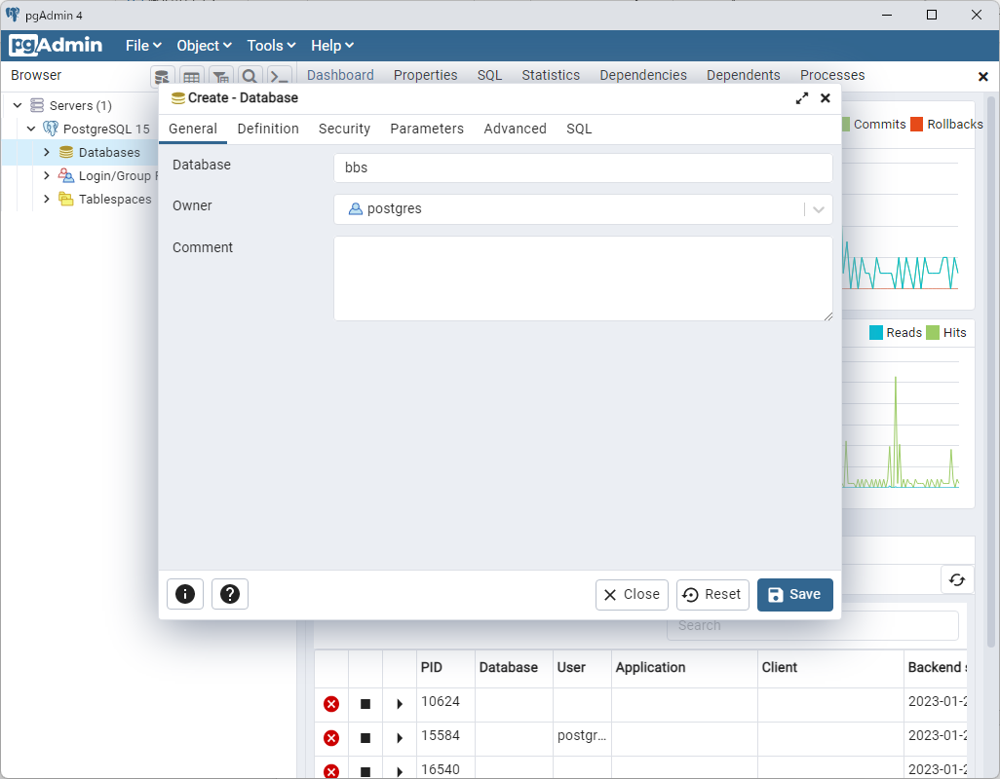 pgAdmin 4
pgAdmin
File Object Tools Help
Browser
Dashboard Properties SQL Statistics Dependencies Dependents Processes
Servers (1)
PostgreSQL 15
Databases
Login/Group
Tablespaces
Create - Database
General Definition Security Parameters Advanced SQL
Database
bbs
Owner
postgres
Comment
Close Reset Save
Commits Rollbacks
Reads Hits
Search
PID Database User Application Client Backend
10624 2023-01-2
15584 postgr... 2023-01-2
16540 2023-01-2